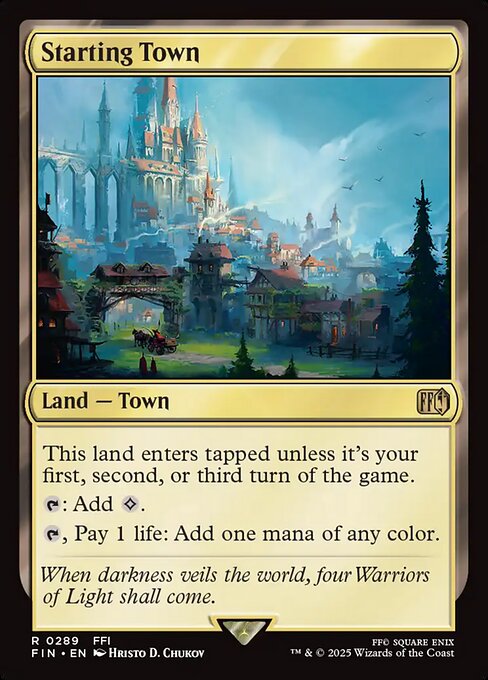 Starting Town
Land — Town
This land enters tapped unless it's your
first, second, or third turn of the game.
: Add .
, Pay 1 life: Add one mana of any color.
When darkness veils the world, four Warriors
of Light shall come.
R 0289 FFI
FIN • EN Hristo D. Chukov
FF© SQUARE ENIX
™ & © 2025 Wizards of the Coast